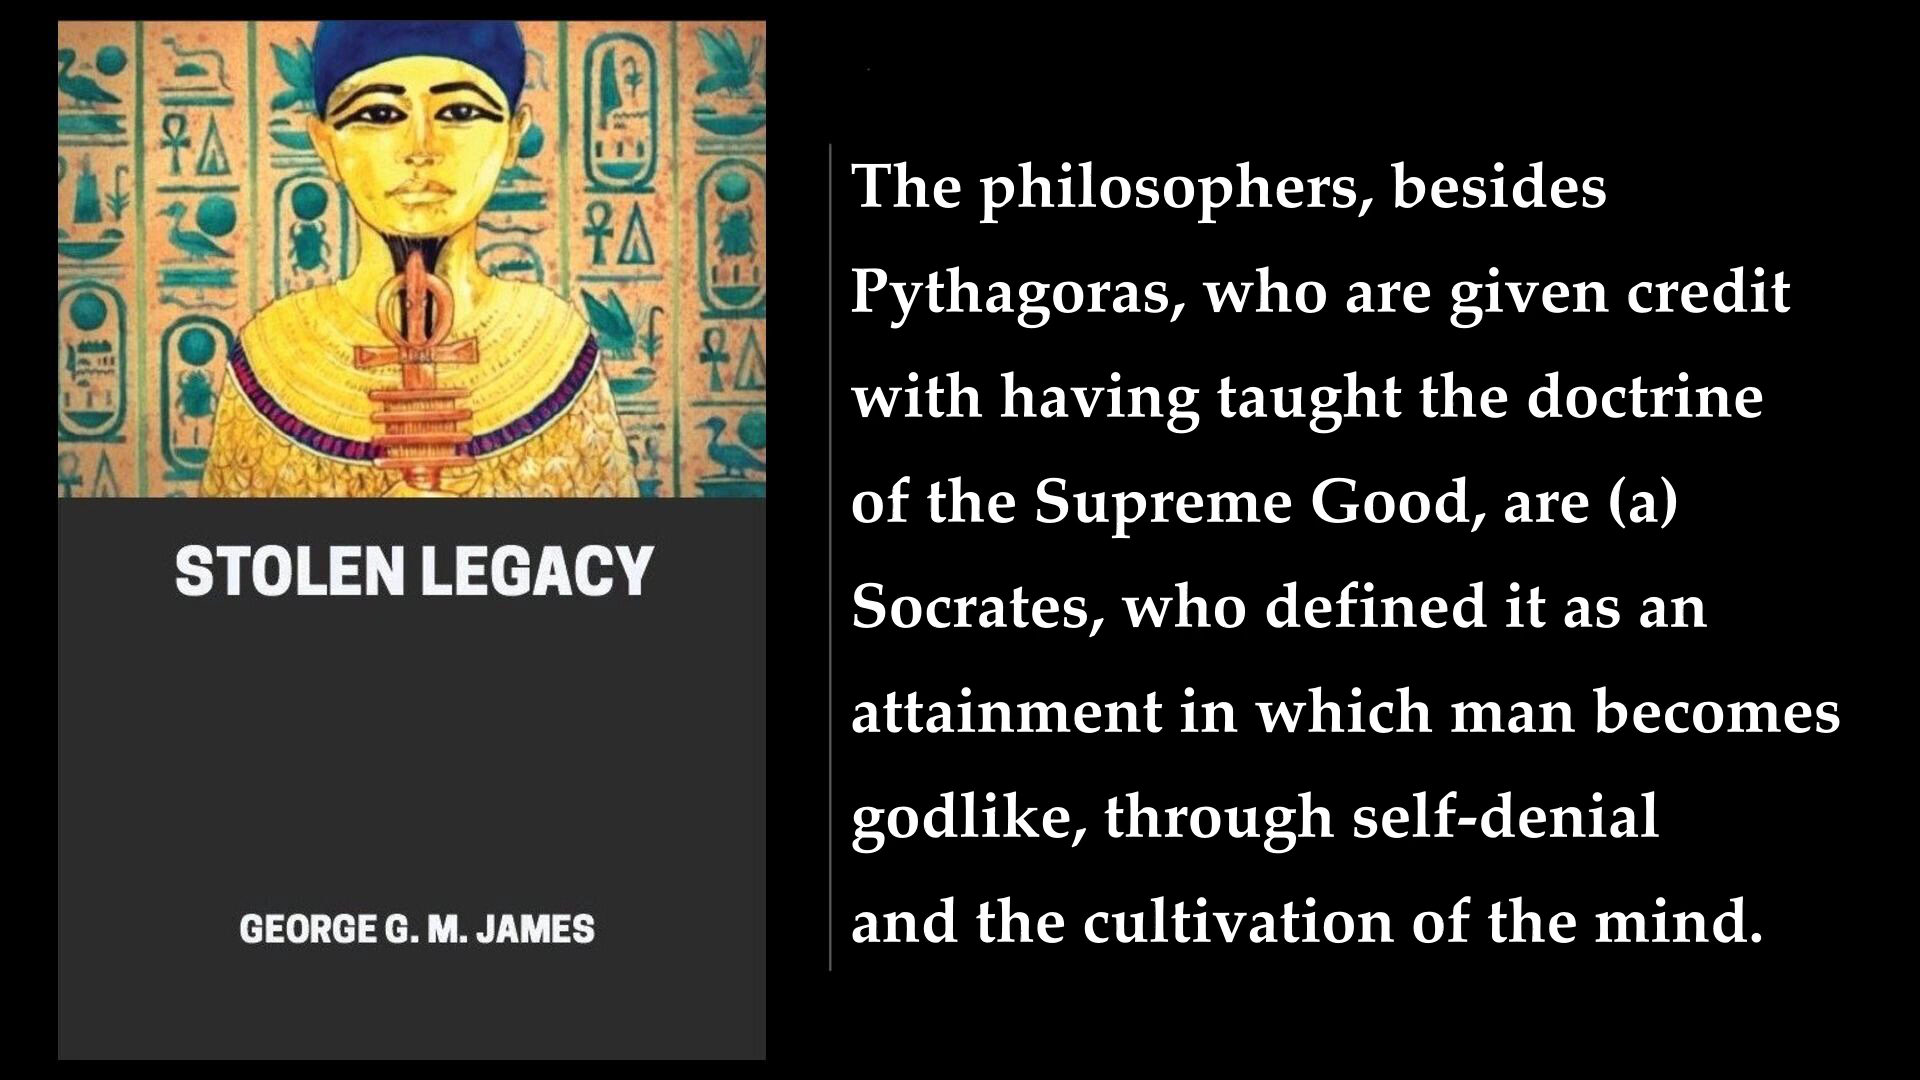 STOLEN LEGACY
GEORGE G. M. JAMES
The philosophers, besides
Pythagoras, who are given credit
with having taught the doctrine
of the Supreme Good, are (a)
Socrates, who defined it as an
attainment in which man becomes
godlike, through self-denial
and the cultivation of the mind.